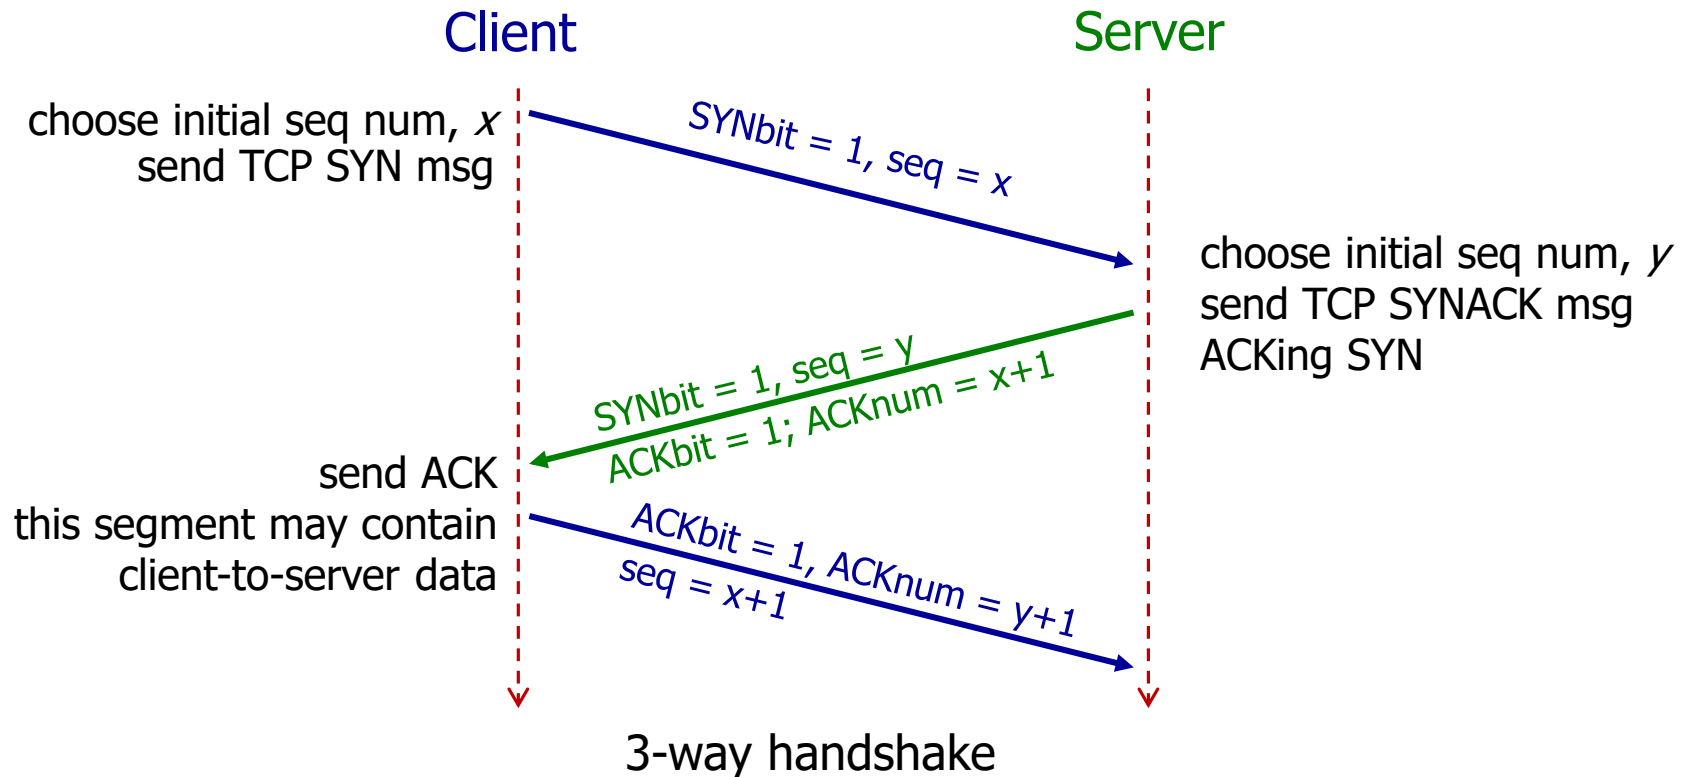 Client
Server
choose initial seq num, x
send TCP SYN msg
SYNbit = 1, seq = x
choose initial seq num, y
send TCP SYNACK msg
ACKing SYN
SYNbit = 1, seq = y
ACKbit = 1; ACKnum = x+1
send ACK
this segment may contain
client-to-server data
ACKbit = 1, ACKnum = y+1
seq = x+1
3-way handshake